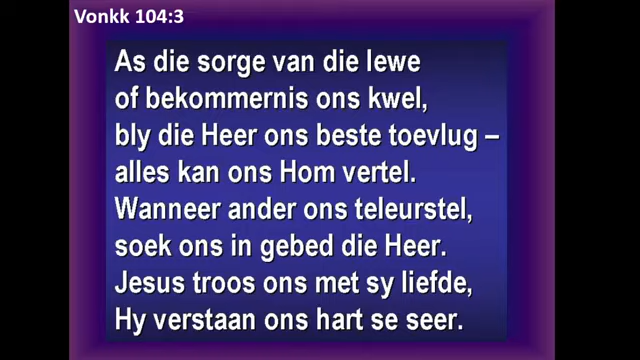 Vonkk 104:3
As die sorge van die lewe
of bekommernis ons kwel,
bly die Heer ons beste toevlug –
alles kan ons Hom vertel.
Wanneer ander ons teleurstel,
soek ons in gebed die Heer.
Jesus troos ons met sy liefde,
Hy verstaan ons hart se seer.